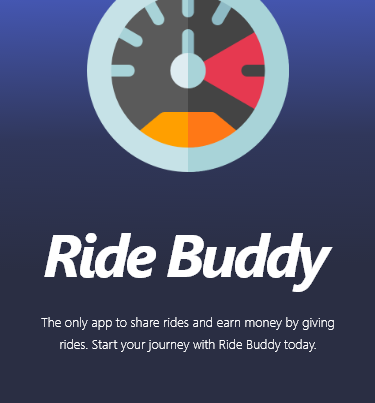 Ride Buddy
The only app to share rides and earn money by giving
rides. Start your journey with Ride Buddy today.